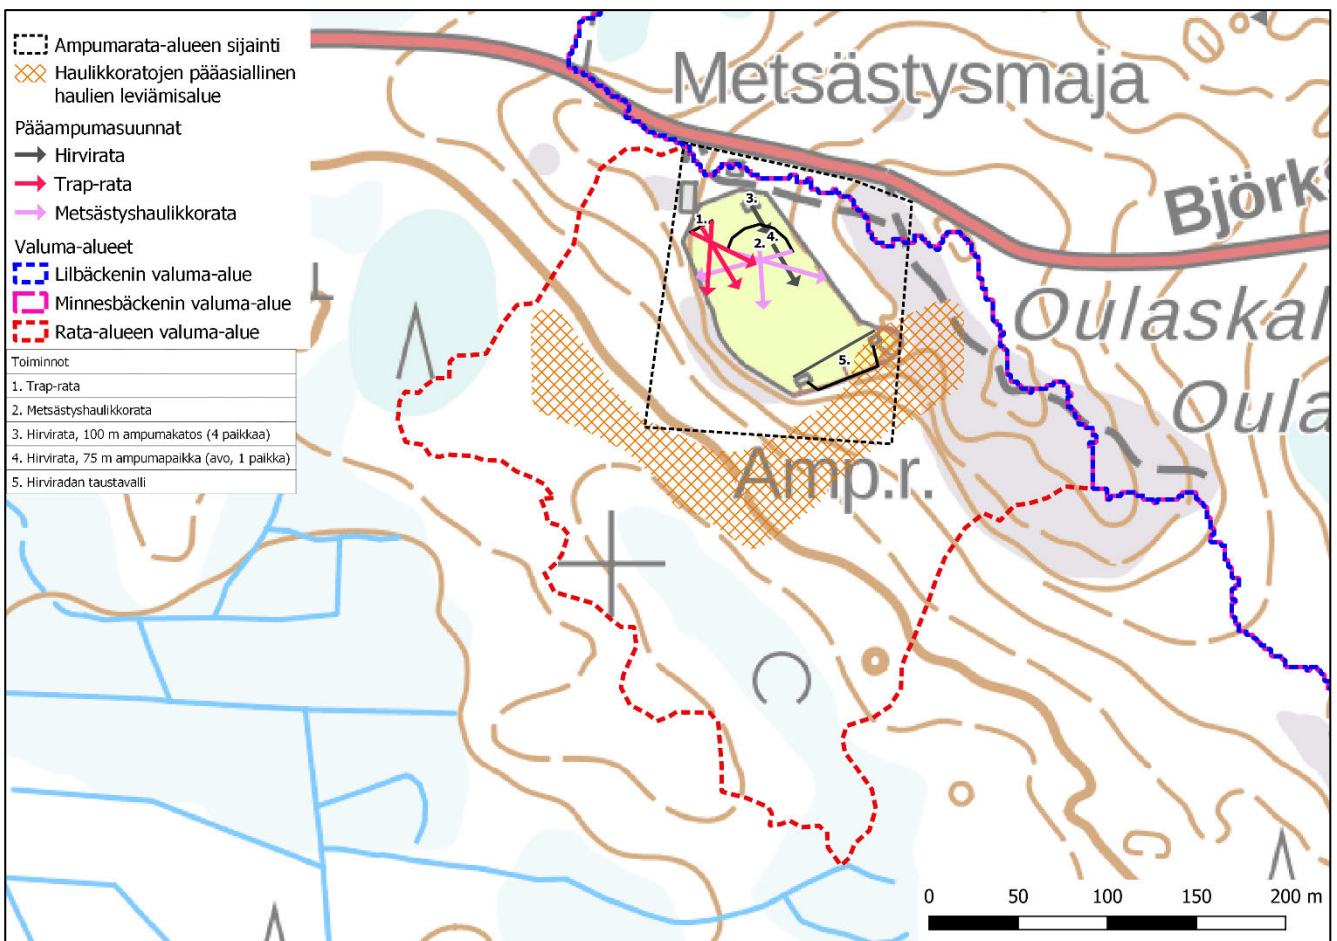 Ampumarata-alueen sijainti
Haulikkoratojen pääasiallinen
haulien leviämisalue
Pääampumasuunnat
Hirvirata
Trap-rata
Metsästyshaulikkorata
Valuma-alueet
Lilbäckenin valuma-alue
Minnesbäckenin valuma-alue
Rata-alueen valuma-alue
Toiminnot
1. Trap-rata
2. Metsästyshaulikkorata
3. Hirvirata, 100 m ampumakatos (4 paikkaa)
4. Hirvirata, 75 m ampumapaikka (avo, 1 paikka)
5. Hirviradan taustavalli
Metsästysmaja
Björks
Oulaskal
Oula
Amp.r.
1.
3.
4.
2.
5.
0 50 100 150 200 m